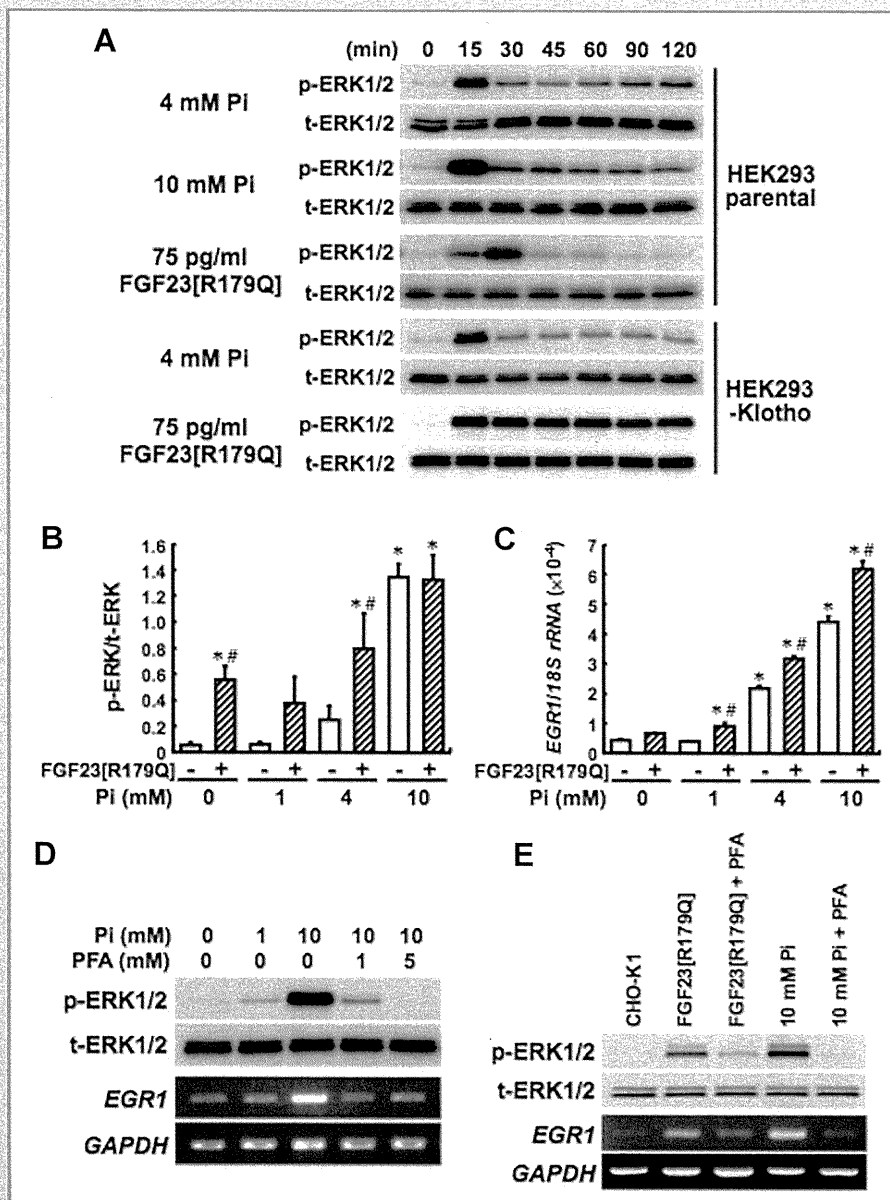 A
(min) 0 15 30 45 60 90 120
4 mM Pi
p-ERK1/2
t-ERK1/2
10 mM Pi
p-ERK1/2
t-ERK1/2
75 pg/ml
FGF23[R179Q]
p-ERK1/2
t-ERK1/2
HEK293
parental
4 mM Pi
p-ERK1/2
t-ERK1/2
75 pg/ml
FGF23[R179Q]
p-ERK1/2
t-ERK1/2
HEK293
-Klotho
B
p-ERK/t-ERK
1.6
1.4
1.2
1.0
0.8
0.6
0.4
0.2
0
*#
*#
*
*
FGF23[R179Q] - + - + - + - +
Pi (mM) 0 1 4 10
C
EGR1/18S rRNA (×10⁻⁴)
7
6
5
4
3
2
1
0
*#
*
*#
*
*#
FGF23[R179Q] - + - + - + - +
Pi (mM) 0 1 4 10
D
Pi (mM) 0 1 10 10 10
PFA (mM) 0 0 0 1 5
p-ERK1/2
t-ERK1/2
EGR1
GAPDH
E
CHO-K1
FGF23[R179Q]
FGF23[R179Q] + PFA
10 mM Pi
10 mM Pi + PFA
p-ERK1/2
t-ERK1/2
EGR1
GAPDH